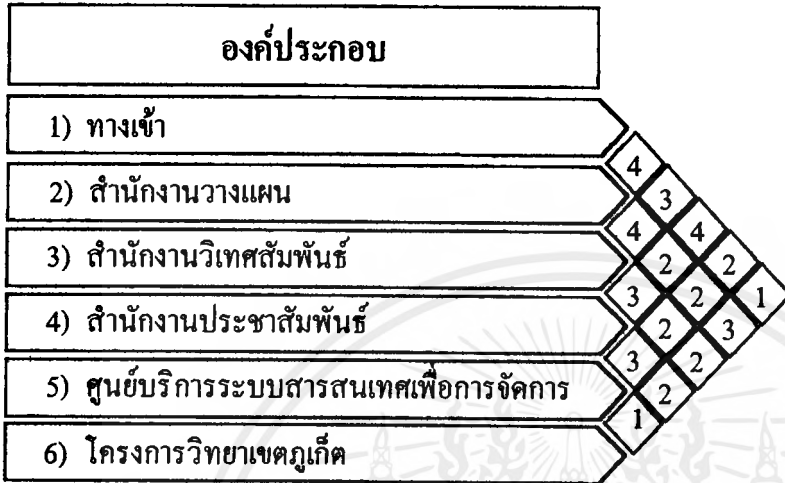 องค์ประกอบ
1) ทางเข้า
2) สำนักงานวางแผน
3) สำนักงานวิเทศสัมพันธ์
4) สำนักงานประชาสัมพันธ์
5) ศูนย์บริการระบบสารสนเทศเพื่อการจัดการ
6) โครงการวิทยาเขตภูเก็ต
4
3
4 4
2 2
3 2 1
2 3
3 2
2
1